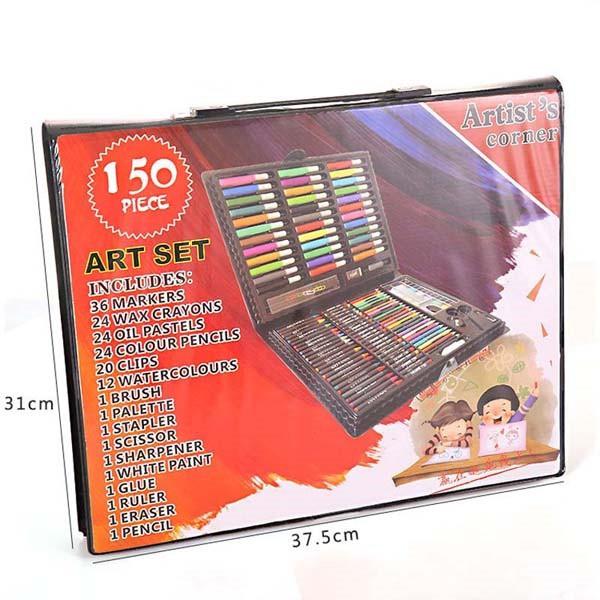 Artist's
corner
150
PIECE
ART SET
INCLUDES:
36 MARKERS
24 WAX CRAYONS
24 OIL PASTELS
24 COLOUR PENCILS
20 CLIPS
12 WATERCOLOURS
1 BRUSH
1 PALETTE
1 STAPLER
1 SCISSOR
1 SHARPENER
1 WHITE PAINT
1 GLUE
1 RULER
1 ERASER
1 PENCIL
31cm
37.5cm